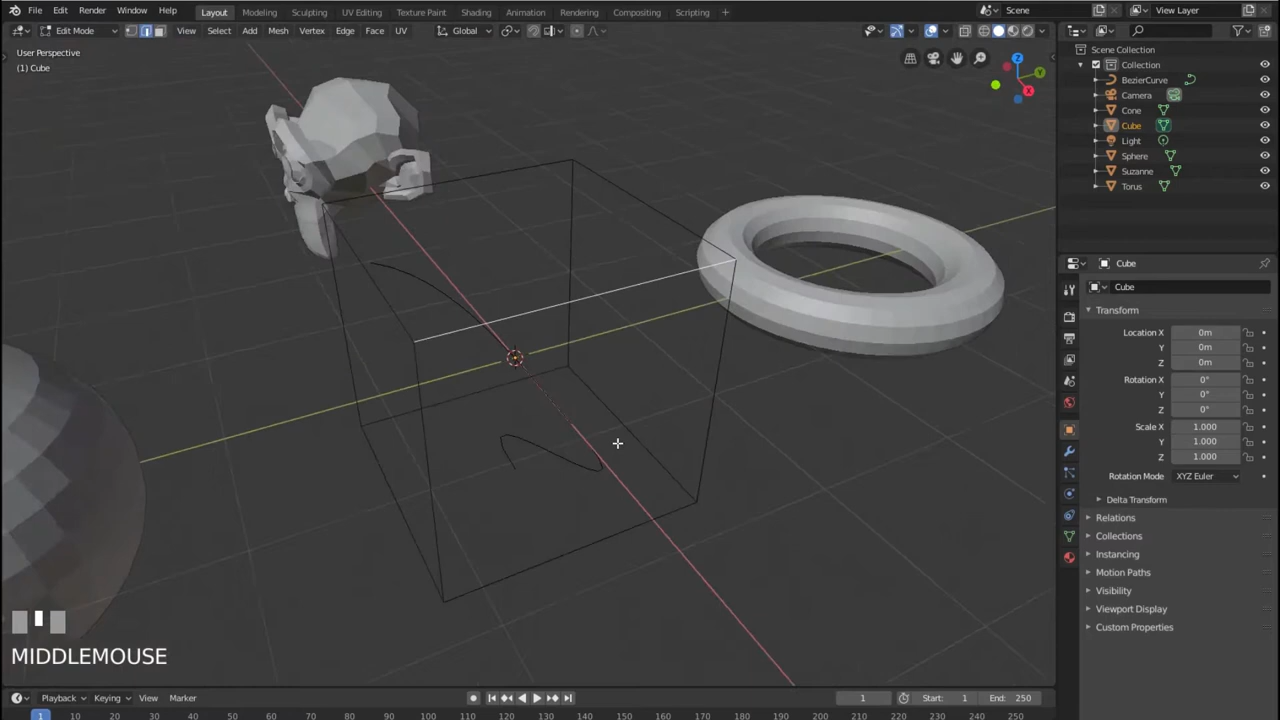 File Edit Render Window Help Layout Modeling Sculpting UV Editing Texture Paint Shading Animation Rendering Compositing Scripting + Scene View Layer
Edit Mode View Select Add Mesh Vertex Edge Face UV Global
User Perspective
(1) Cube
Z
Y
X
Scene Collection
Collection
BezierCurve
Camera
Cone
Cube
Light
Sphere
Suzanne
Torus
Cube
Cube
Transform
Location X 0m
Y 0m
Z 0m
Rotation X 0°
Y 0°
Z 0°
Scale X 1.000
Y 1.000
Z 1.000
Rotation Mode XYZ Euler
Delta Transform
Relations
Collections
Instancing
Motion Paths
Visibility
Viewport Display
Custom Properties
MIDDLEMOUSE
Playback Keying View Marker 1 Start: 1 End: 250
1 10 20 30 40 50 60 70 80 90 100 110 120 130 140 150 160 170 180 190 200 210 220 230 240 250